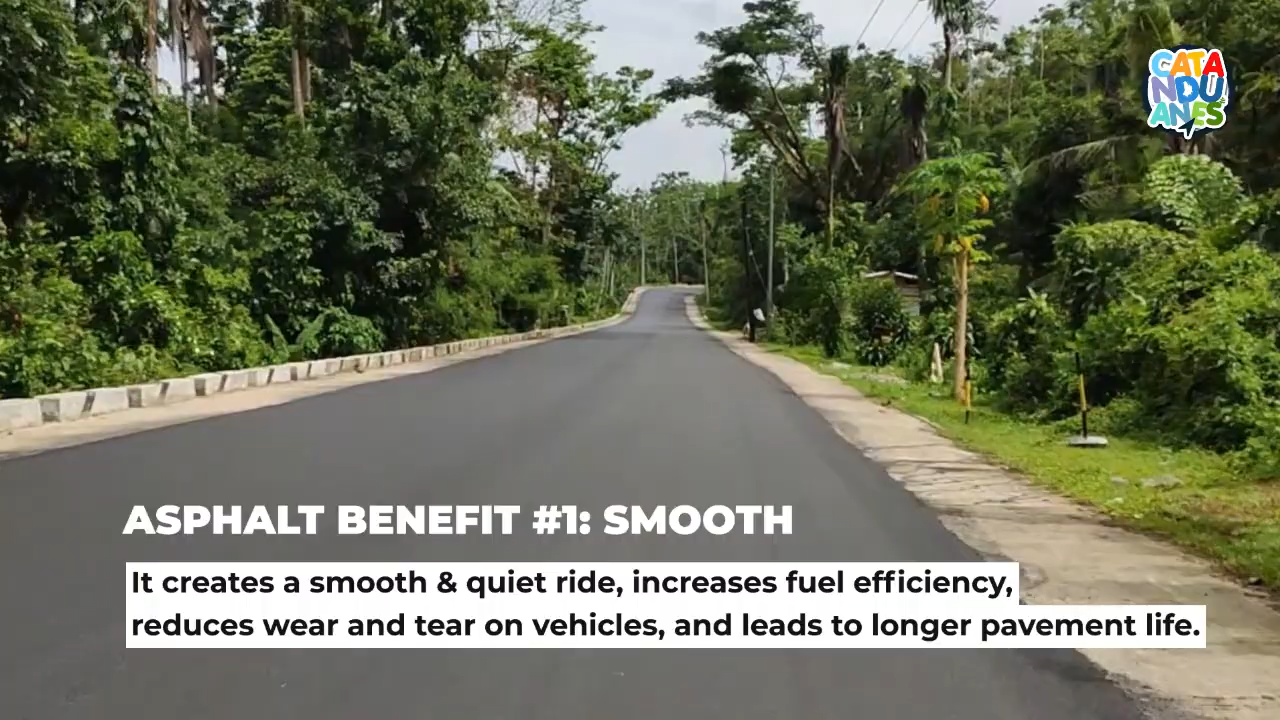 CATA
NDU
ANES
ASPHALT BENEFIT #1: SMOOTH
It creates a smooth & quiet ride, increases fuel efficiency,
reduces wear and tear on vehicles, and leads to longer pavement life.